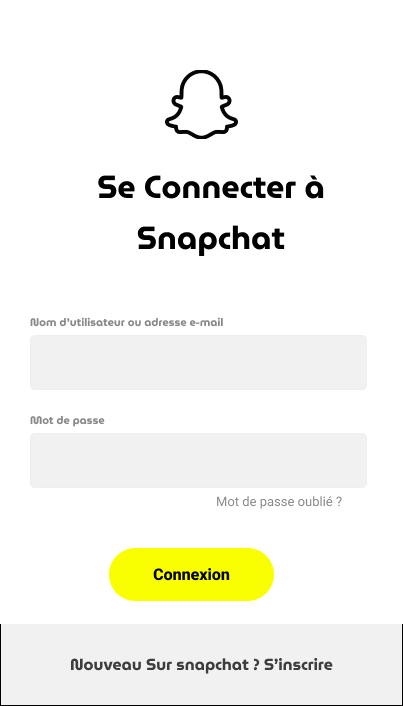 Se Connecter à
Snapchat
Nom d'utilisateur ou adresse e-mail
Mot de passe
Mot de passe oublié ?
Connexion
Nouveau Sur snapchat ? S'inscrire